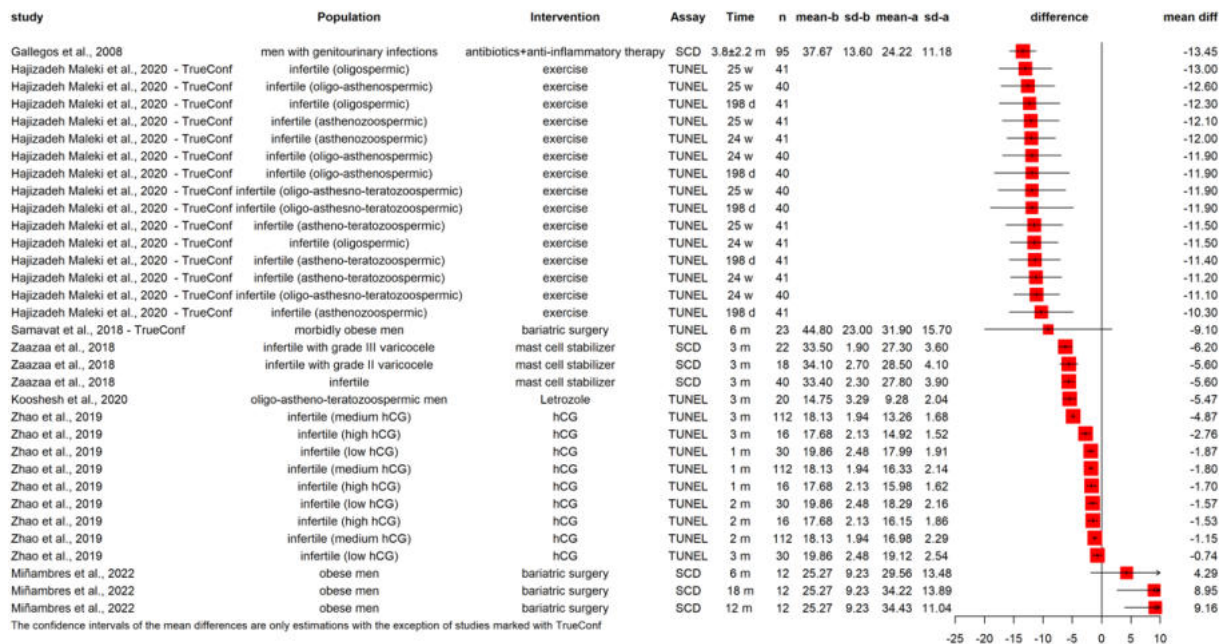 study Population Intervention Assay Time n mean-b sd-b mean-a sd-a difference mean diff
Gallegos et al., 2008 men with genitourinary infections antibiotics+anti-inflammatory therapy SCD 3.8±2.2 m 95 37.67 13.60 24.22 11.18 -13.45
Hajizadeh Maleki et al., 2020 - TrueConf infertile (oligospermic) exercise TUNEL 25 w 41 -13.00
Hajizadeh Maleki et al., 2020 - TrueConf infertile (oligo-asthenospermic) exercise TUNEL 25 w 40 -12.60
Hajizadeh Maleki et al., 2020 - TrueConf infertile (oligospermic) exercise TUNEL 198 d 41 -12.30
Hajizadeh Maleki et al., 2020 - TrueConf infertile (asthenozoospermic) exercise TUNEL 25 w 41 -12.10
Hajizadeh Maleki et al., 2020 - TrueConf infertile (asthenozoospermic) exercise TUNEL 24 w 41 -12.00
Hajizadeh Maleki et al., 2020 - TrueConf infertile (oligo-asthenospermic) exercise TUNEL 24 w 40 -11.90
Hajizadeh Maleki et al., 2020 - TrueConf infertile (oligo-asthenospermic) exercise TUNEL 198 d 40 -11.90
Hajizadeh Maleki et al., 2020 - TrueConf infertile (oligo-asthesno-teratozoospermic) exercise TUNEL 25 w 40 -11.90
Hajizadeh Maleki et al., 2020 - TrueConf infertile (oligo-asthesno-teratozoospermic) exercise TUNEL 198 d 40 -11.90
Hajizadeh Maleki et al., 2020 - TrueConf infertile (astheno-teratozoospermic) exercise TUNEL 25 w 41 -11.50
Hajizadeh Maleki et al., 2020 - TrueConf infertile (oligospermic) exercise TUNEL 24 w 41 -11.50
Hajizadeh Maleki et al., 2020 - TrueConf infertile (astheno-teratozoospermic) exercise TUNEL 198 d 41 -11.40
Hajizadeh Maleki et al., 2020 - TrueConf infertile (astheno-teratozoospermic) exercise TUNEL 24 w 41 -11.20
Hajizadeh Maleki et al., 2020 - TrueConf infertile (oligo-asthesno-teratozoospermic) exercise TUNEL 24 w 40 -11.10
Hajizadeh Maleki et al., 2020 - TrueConf infertile (asthenozoospermic) exercise TUNEL 198 d 41 -10.30
Samavat et al., 2018 - TrueConf morbidly obese men bariatric surgery TUNEL 6 m 23 44.80 23.00 31.90 15.70 -9.10
Zaazaa et al., 2018 infertile with grade III varicocele mast cell stabilizer SCD 3 m 22 33.50 1.90 27.30 3.60 -6.20
Zaazaa et al., 2018 infertile with grade II varicocele mast cell stabilizer SCD 3 m 18 34.10 2.70 28.50 4.10 -5.60
Zaazaa et al., 2018 infertile mast cell stabilizer SCD 3 m 40 33.40 2.30 27.80 3.90 -5.60
Kooshesh et al., 2020 oligo-astheno-teratozoospermic men Letrozole TUNEL 3 m 20 14.75 3.29 9.28 2.04 -5.47
Zhao et al., 2019 infertile (medium hCG) hCG TUNEL 3 m 112 18.13 1.94 13.26 1.68 -4.87
Zhao et al., 2019 infertile (high hCG) hCG TUNEL 3 m 16 17.68 2.13 14.92 1.52 -2.76
Zhao et al., 2019 infertile (low hCG) hCG TUNEL 1 m 30 19.86 2.48 17.99 1.91 -1.87
Zhao et al., 2019 infertile (medium hCG) hCG TUNEL 1 m 112 18.13 1.94 16.33 2.14 -1.80
Zhao et al., 2019 infertile (high hCG) hCG TUNEL 1 m 16 17.68 2.13 15.98 1.62 -1.70
Zhao et al., 2019 infertile (low hCG) hCG TUNEL 2 m 30 19.86 2.48 18.29 2.16 -1.57
Zhao et al., 2019 infertile (high hCG) hCG TUNEL 2 m 16 17.68 2.13 16.15 1.86 -1.53
Zhao et al., 2019 infertile (medium hCG) hCG TUNEL 2 m 112 18.13 1.94 16.98 2.29 -1.15
Zhao et al., 2019 infertile (low hCG) hCG TUNEL 3 m 30 19.86 2.48 19.12 2.54 -0.74
Miñambres et al., 2022 obese men bariatric surgery SCD 6 m 12 25.27 9.23 29.56 13.48 4.29
Miñambres et al., 2022 obese men bariatric surgery SCD 18 m 12 25.27 9.23 34.22 13.89 8.95
Miñambres et al., 2022 obese men bariatric surgery SCD 12 m 12 25.27 9.23 34.43 11.04 9.16
The confidence intervals of the mean differences are only estimations with the exception of studies marked with TrueConf
-25 -20 -15 -10 -5 0 5 10